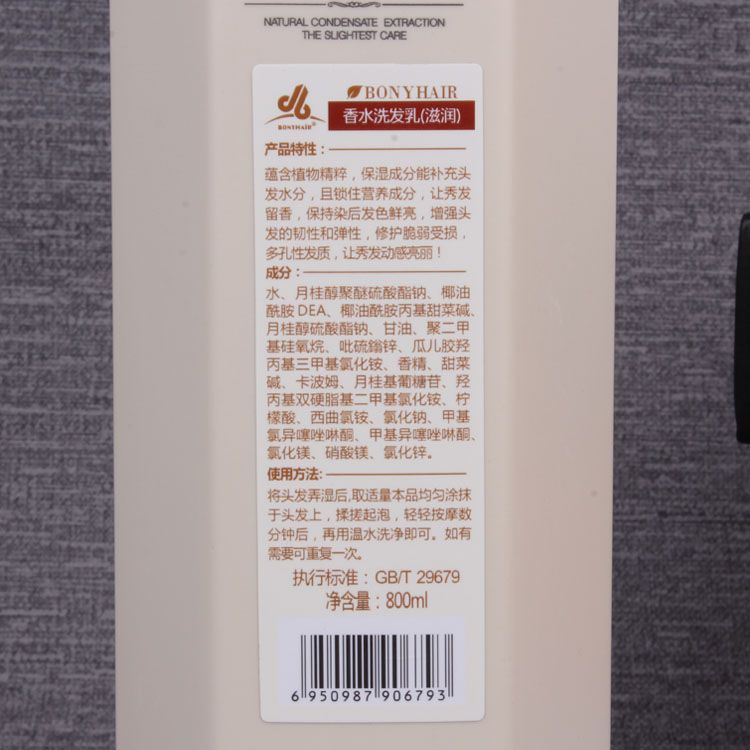 NATURAL CONDENSATE EXTRACTION
THE SLIGHTEST CARE
BONYHAIR
BONYHAIR®
香水洗发乳(滋润)
产品特性：
蕴含植物精粹，保湿成分能补充头
发水分，且锁住营养成分，让秀发
留香，保持染后发色鲜亮，增强头
发的韧性和弹性，修护脆弱受损，
多孔性发质，让秀发动感亮丽！
成分：
水、月桂醇聚醚硫酸酯钠、椰油
酰胺DEA、椰油酰胺丙基甜菜碱、
月桂醇硫酸酯钠、甘油、聚二甲
基硅氧烷、吡硫鎓锌、瓜儿胶羟
丙基三甲基氯化铵、香精、甜菜
碱、卡波姆、月桂基葡糖苷、羟
丙基双硬脂基二甲基氯化铵、柠
檬酸、西曲氯铵、氯化钠、甲基
氯异噻唑啉酮、甲基异噻唑啉酮、
氯化镁、硝酸镁、氯化锌。
使用方法：
将头发弄湿后,取适量本品均匀涂抹
于头发上，揉搓起泡，轻轻按摩数
分钟后，再用温水洗净即可。如有
需要可重复一次。
执行标准：GB/T 29679
净含量：800ml
6 950987 906793